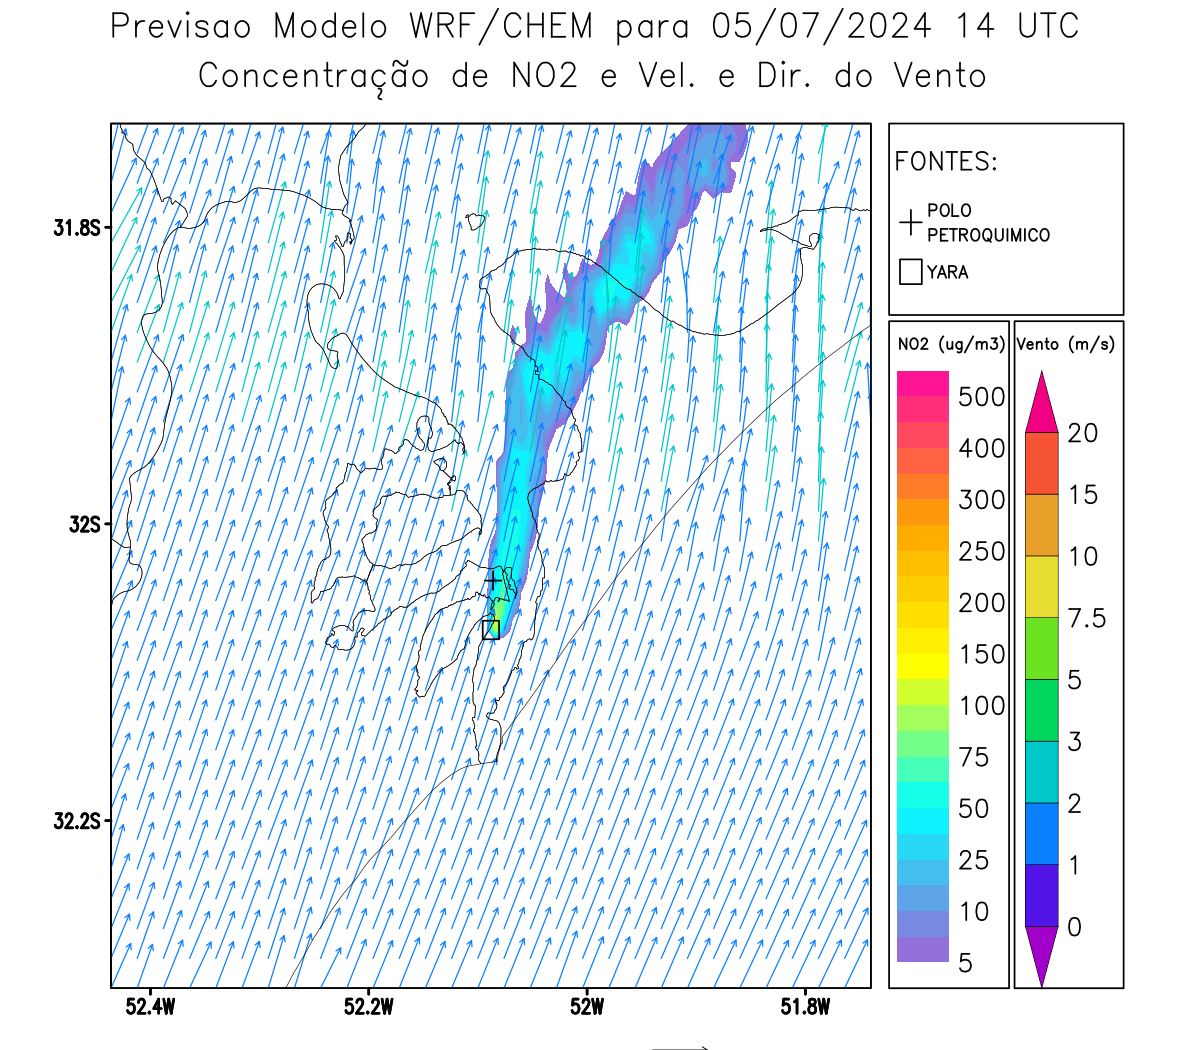 Previsao Modelo WRF/CHEM para 05/07/2024 14 UTC
Concentração de NO2 e Vel. e Dir. do Vento
FONTES:
POLO
PETROQUIMICO
YARA
31.8S
32S
32.2S
52.4W
52.2W
52W
51.8W
NO2 (ug/m3)
500
400
300
250
200
150
100
75
50
25
10
5
Vento (m/s)
20
15
10
7.5
5
3
2
1
0